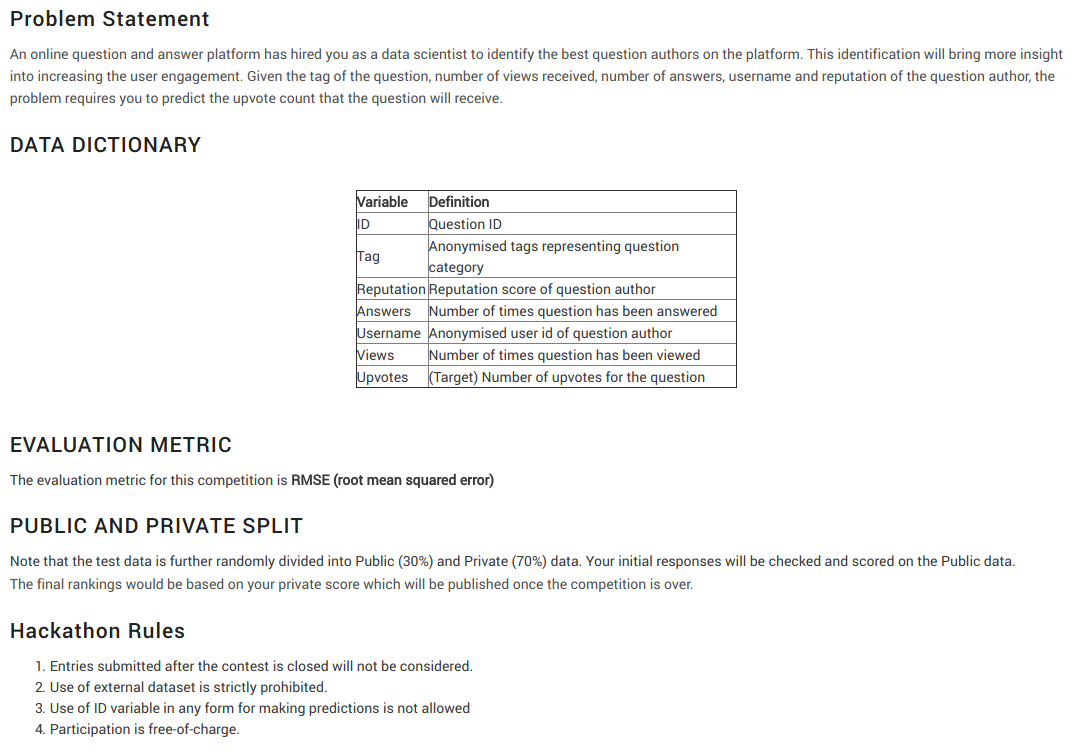 Problem Statement
An online question and answer platform has hired you as a data scientist to identify the best question authors on the platform. This identification will bring more insight
into increasing the user engagement. Given the tag of the question, number of views received, number of answers, username and reputation of the question author, the
problem requires you to predict the upvote count that the question will receive.
DATA DICTIONARY
Variable Definition
ID Question ID
Tag Anonymised tags representing question
category
Reputation Reputation score of question author
Answers Number of times question has been answered
Username Anonymised user id of question author
Views Number of times question has been viewed
Upvotes (Target) Number of upvotes for the question
EVALUATION METRIC
The evaluation metric for this competition is RMSE (root mean squared error)
PUBLIC AND PRIVATE SPLIT
Note that the test data is further randomly divided into Public (30%) and Private (70%) data. Your initial responses will be checked and scored on the Public data.
The final rankings would be based on your private score which will be published once the competition is over.
Hackathon Rules
1. Entries submitted after the contest is closed will not be considered.
2. Use of external dataset is strictly prohibited.
3. Use of ID variable in any form for making predictions is not allowed
4. Participation is free-of-charge.